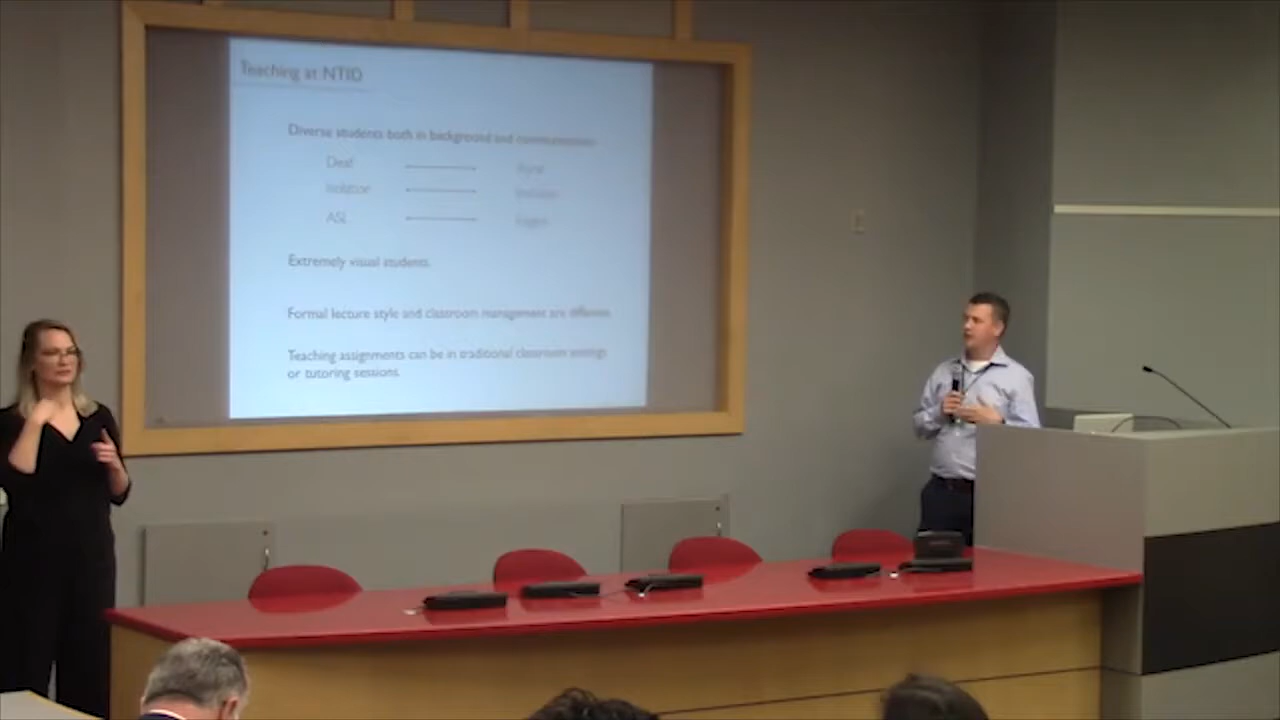 Teaching at NTID
Diverse students both in background and communication.
Deaf
Isolation
ASL
Extremely visual students.
Formal lecture style and classroom management are different.
Teaching assignments can be in traditional classroom settings
or tutoring sessions.